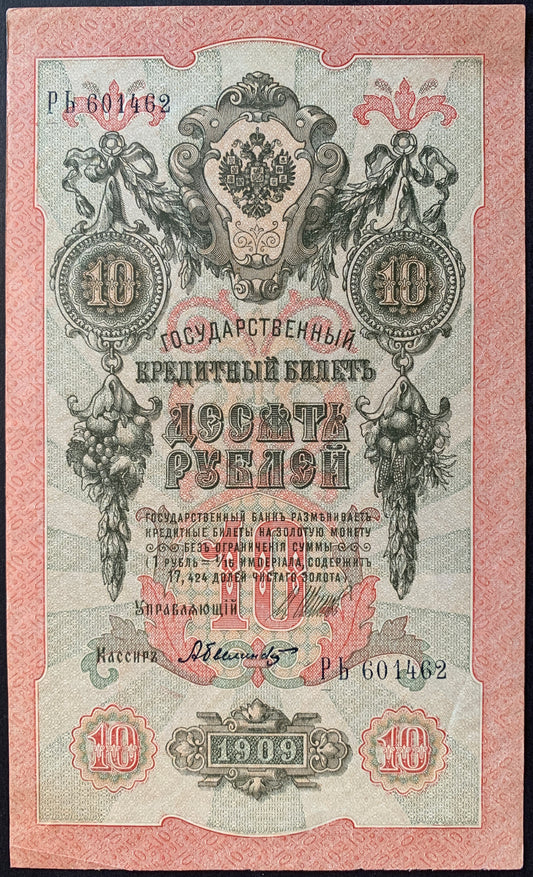 РЬ 601462
10 10
ГОСУДАРСТВЕННЫЙ
КРЕДИТНЫЙ БИЛЕТЪ
ДЕСЯТЬ
РУБЛЕЙ
10
ГОСУДАРСТВЕННЫЙ БАНКЪ РАЗМѢНИВАЕТЪ
КРЕДИТНЫЕ БИЛЕТЫ НА ЗОЛОТУЮ МОНЕТУ
БЕЗЪ ОГРАНИЧЕНІЯ СУММЫ
(1 РУБЛЬ = 1/15 ИМПЕРІАЛА, СОДЕРЖИТЪ
17,424 ДОЛЕЙ ЧИСТАГО ЗОЛОТА)
УПРАВЛЯЮЩІЙ
КАССИРЪ
РЬ 601462
10 1909 10